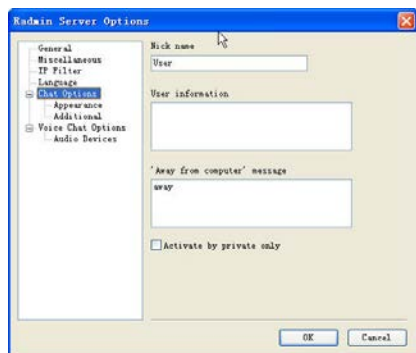 Radmin Server Options
General
Miscellaneous
IP Filter
Language
Chat Options
Appearance
Additional
Voice Chat Options
Audio Devices
Nick name
User
User information
'Away from computer' message
away
Activate by private only
OK
Cancel